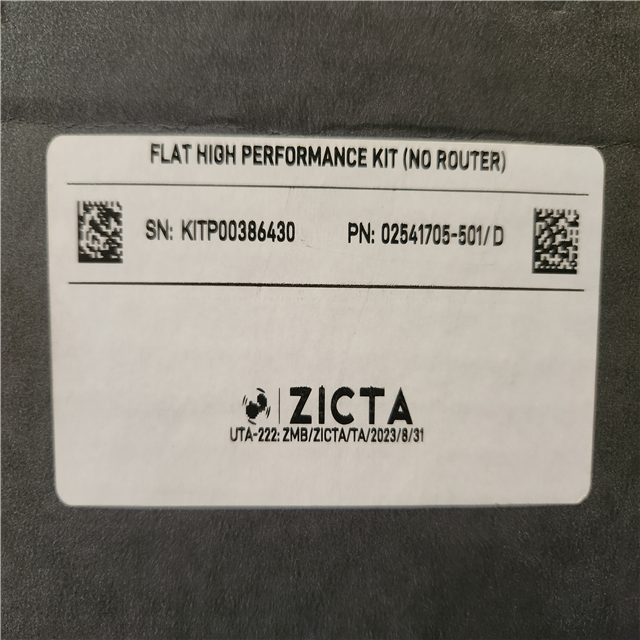 FLAT HIGH PERFORMANCE KIT (NO ROUTER)
SN: KITP00386430 PN: 02541705-501/D
ZICTA
UTA-222: ZMB/ZICTA/TA/2023/8/31